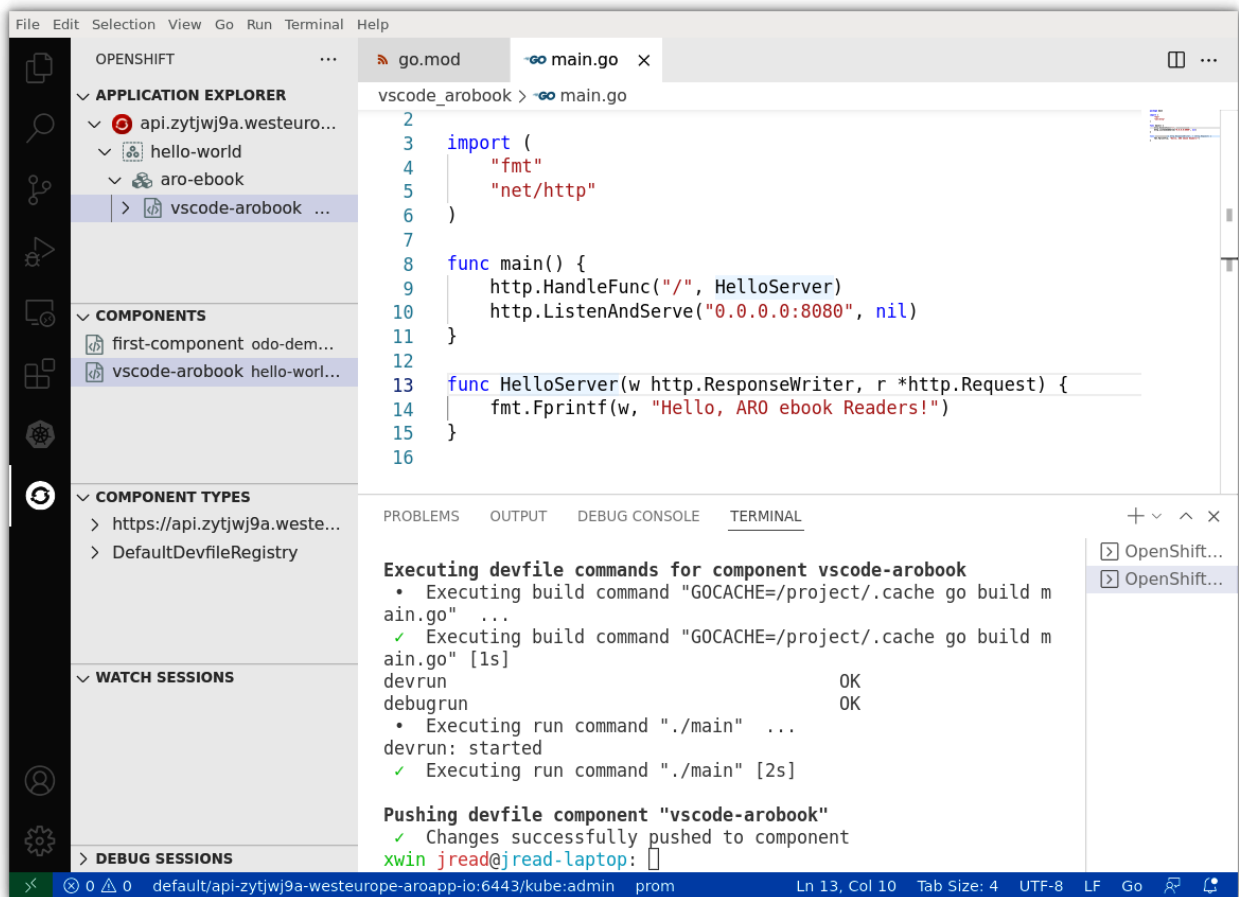 File Edit Selection View Go Run Terminal Help
OPENSHIFT
APPLICATION EXPLORER
api.zytjwj9a.westeuro...
hello-world
aro-ebook
vscode-arobook ...
COMPONENTS
first-component odo-dem...
vscode-arobook hello-worl...
COMPONENT TYPES
https://api.zytjwj9a.weste...
DefaultDevfileRegistry
WATCH SESSIONS
DEBUG SESSIONS
go.mod
GO main.go
vscode_arobook > GO main.go
2
3 import (
4 "fmt"
5 "net/http"
6 )
7
8 func main() {
9 http.HandleFunc("/", HelloServer)
10 http.ListenAndServe("0.0.0.0:8080", nil)
11 }
12
13 func HelloServer(w http.ResponseWriter, r *http.Request) {
14 fmt.Fprintf(w, "Hello, ARO ebook Readers!")
15 }
16
PROBLEMS OUTPUT DEBUG CONSOLE TERMINAL
Executing devfile commands for component vscode-arobook
• Executing build command "GOCACHE=/project/.cache go build m
ain.go" ...
✓ Executing build command "GOCACHE=/project/.cache go build m
ain.go" [1s]
devrun OK
debugrun OK
• Executing run command "./main" ...
devrun: started
✓ Executing run command "./main" [2s]
Pushing devfile component "vscode-arobook"
✓ Changes successfully pushed to component
xwin jread@jread-laptop:
OpenShift...
OpenShift...
0 0 default/api-zytjwj9a-westeurope-aroapp-io:6443/kube:admin prom Ln 13, Col 10 Tab Size: 4 UTF-8 LF Go